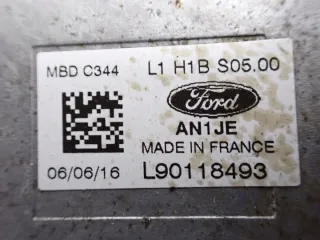 MBD C344 L1 H1B S05.00
Ford
AN1JE
MADE IN FRANCE
06/06/16 L90118493